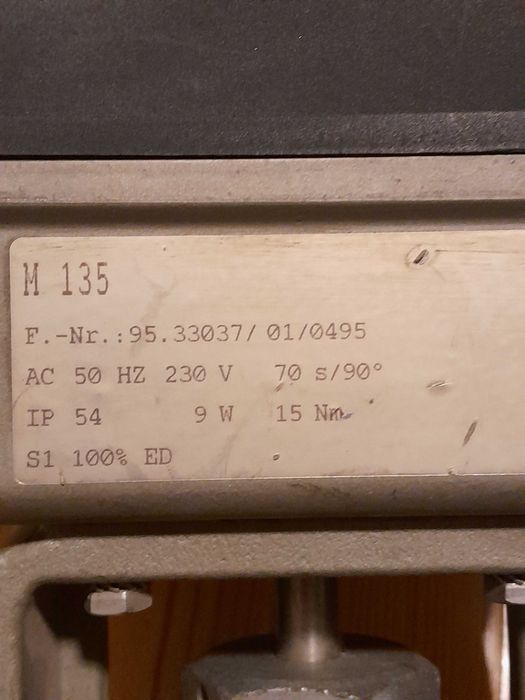 M 135
F.-Nr.:95.33037/ 01/0495
AC 50 HZ 230 V 70 s/90°
IP 54 9 W 15 Nm
S1 100% ED